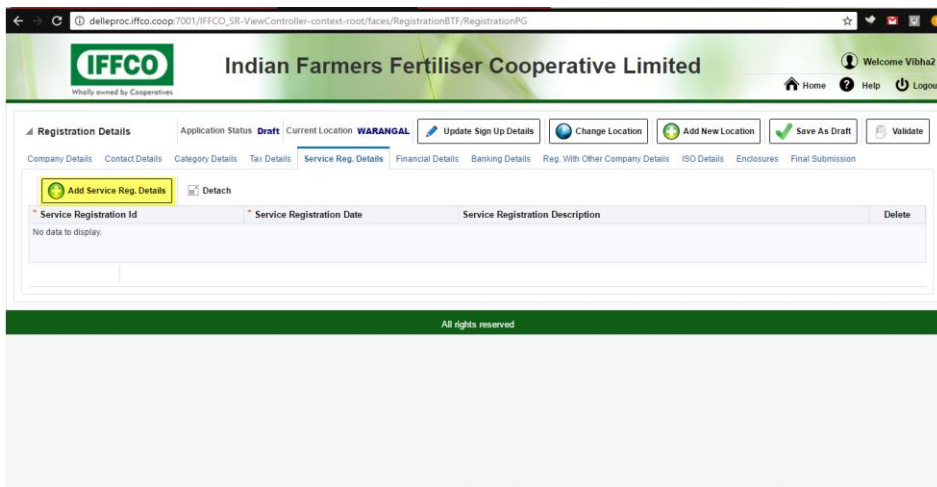 delleproc.iffco.coop:7001/IFFCO_SR-ViewController-context-root/faces/RegistrationBTF/RegistrationPG
IFFCO
Wholly owned by Cooperatives
Indian Farmers Fertiliser Cooperative Limited
Welcome Vibha2
Home Help Logou
Registration Details Application Status Draft Current Location WARANGAL Update Sign Up Details Change Location Add New Location Save As Draft Validate
Company Details Contact Details Category Details Tax Details Service Reg. Details Financial Details Banking Details Reg. With Other Company Details ISO Details Enclosures Final Submission
Add Service Reg. Details Detach
* Service Registration Id * Service Registration Date Service Registration Description Delete
No data to display.
All rights reserved